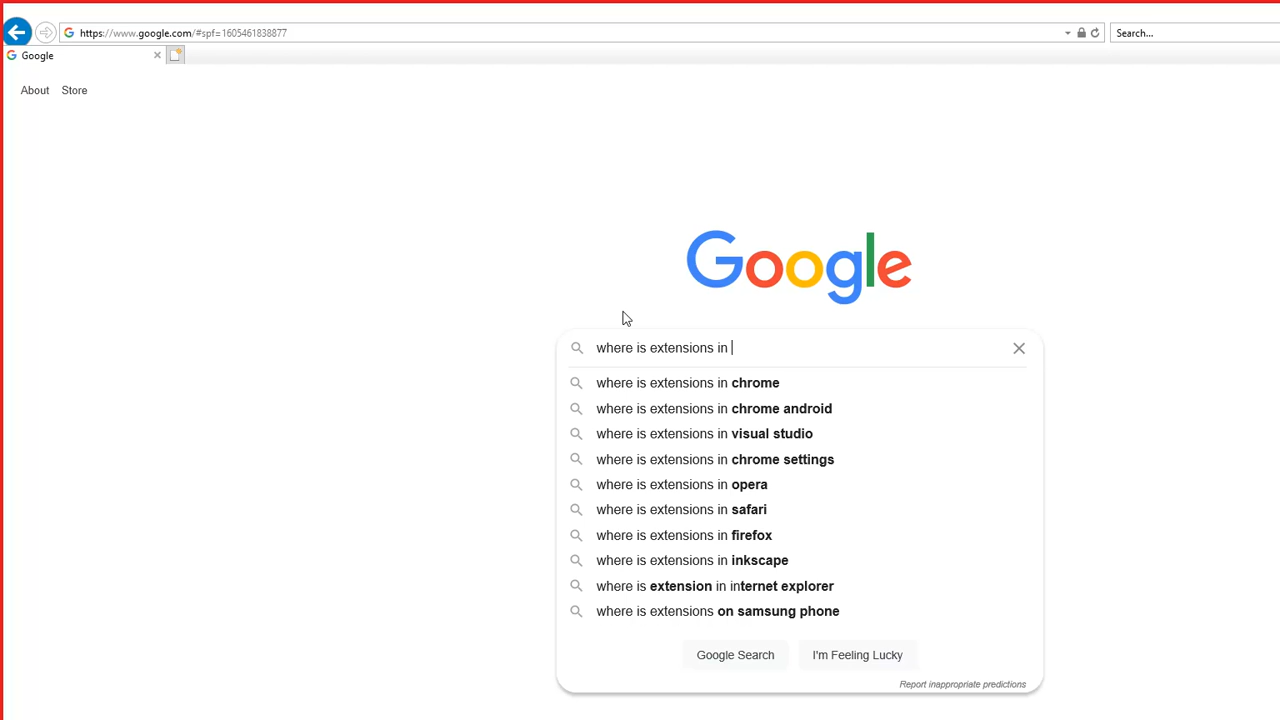 https://www.google.com/#spf=1605461838877
Search...
Google
About Store
Google
where is extensions in
where is extensions in chrome
where is extensions in chrome android
where is extensions in visual studio
where is extensions in chrome settings
where is extensions in opera
where is extensions in safari
where is extensions in firefox
where is extensions in inkscape
where is extension in internet explorer
where is extensions on samsung phone
Google Search I'm Feeling Lucky
Report inappropriate predictions